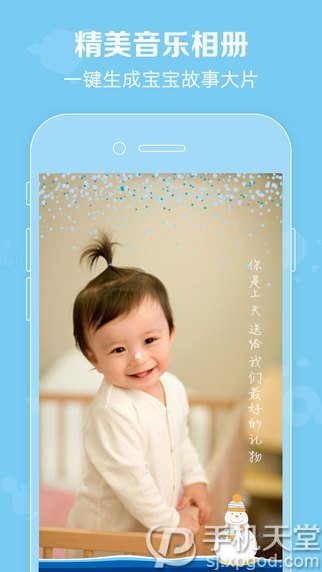 精美音乐相册
一键生成宝宝故事大片
你是上天送给我们最好的礼物
手机天堂
sj.xpgod.com